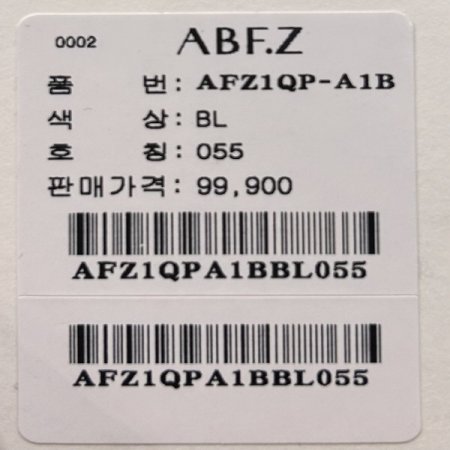 0002 ABF.Z
품 번: AFZ1QP-A1B
색 상: BL
호 칭: 055
판매가격: 99,900
AFZ1QPA1BBL055
AFZ1QPA1BBL055